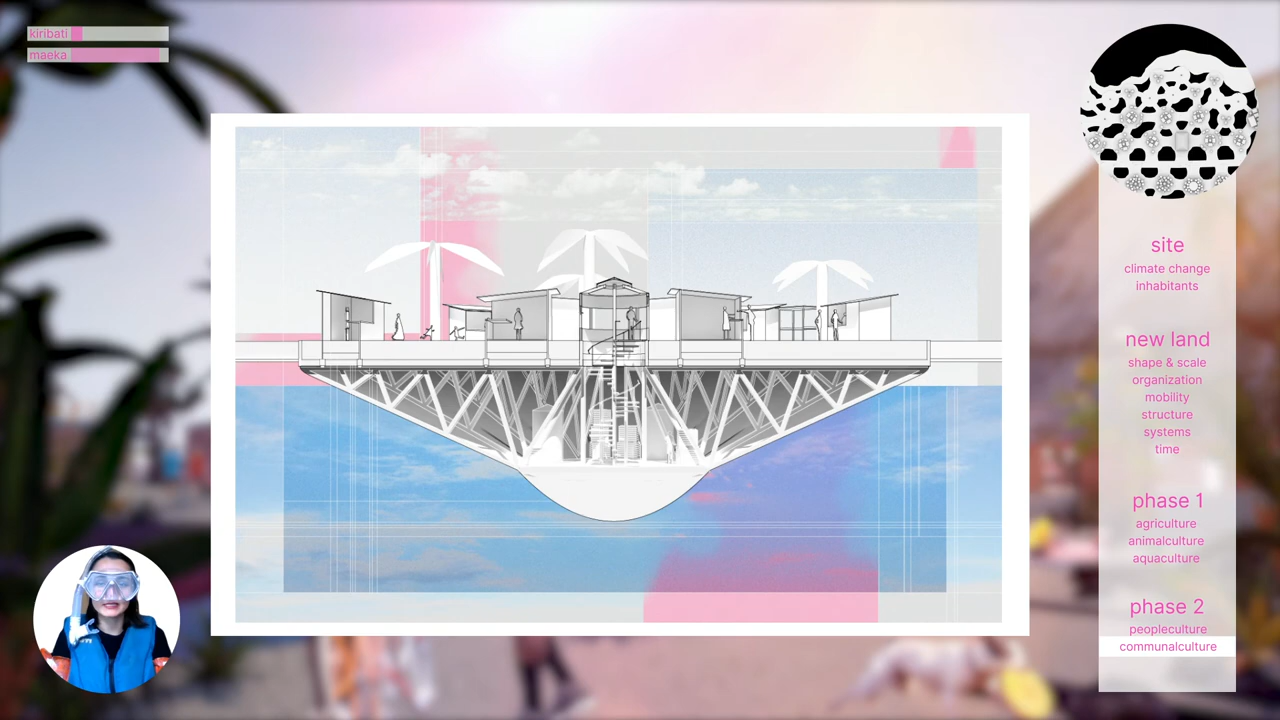 kiribati
maeka
site
climate change
inhabitants
new land
shape & scale
organization
mobility
structure
systems
time
phase 1
agriculture
animalculture
aquaculture
phase 2
peopleculture
communalculture